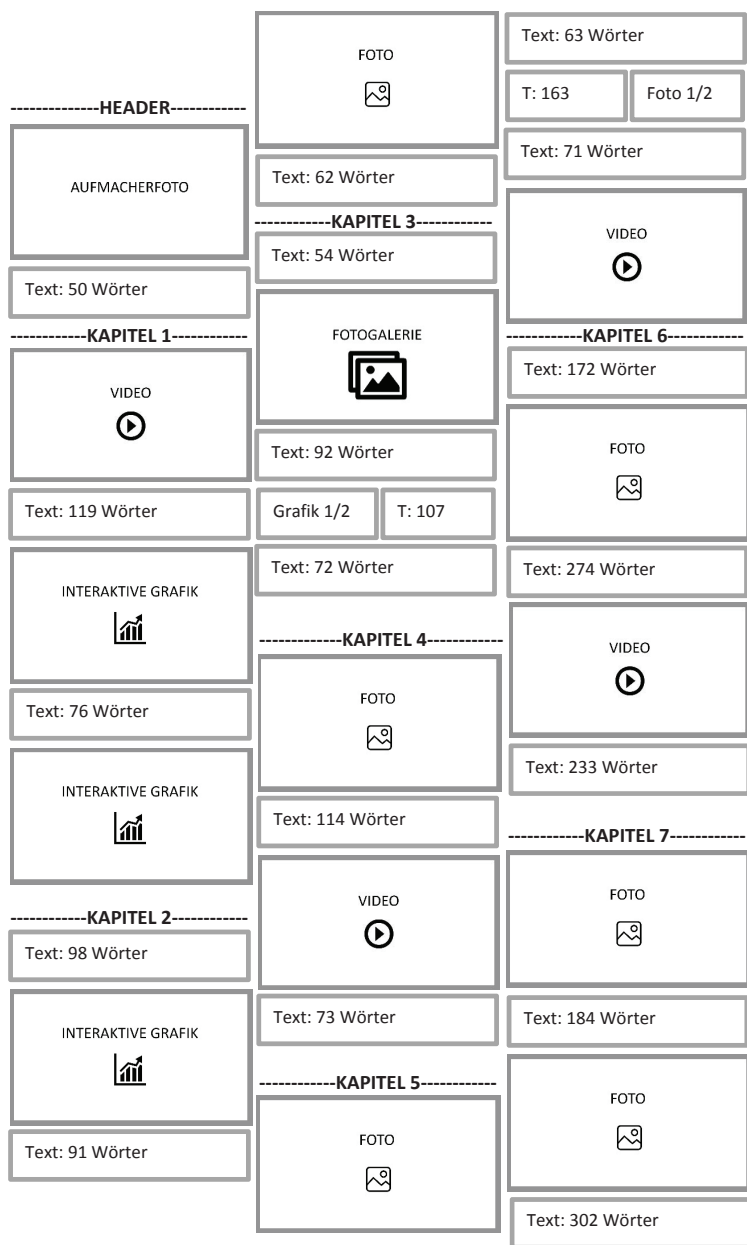 --------------HEADER------------
AUFMACHERFOTO
Text: 50 Wörter
------------KAPITEL 1------------
VIDEO
Text: 119 Wörter
INTERAKTIVE GRAFIK
Text: 76 Wörter
INTERAKTIVE GRAFIK
------------KAPITEL 2------------
Text: 98 Wörter
INTERAKTIVE GRAFIK
Text: 91 Wörter
FOTO
Text: 62 Wörter
------------KAPITEL 3------------
Text: 54 Wörter
FOTOGALERIE
Text: 92 Wörter
Grafik 1/2
T: 107
Text: 72 Wörter
-------------KAPITEL 4------------
FOTO
Text: 114 Wörter
VIDEO
Text: 73 Wörter
------------KAPITEL 5------------
FOTO
Text: 63 Wörter
T: 163
Foto 1/2
Text: 71 Wörter
VIDEO
------------KAPITEL 6------------
Text: 172 Wörter
FOTO
Text: 274 Wörter
VIDEO
Text: 233 Wörter
------------KAPITEL 7------------
FOTO
Text: 184 Wörter
FOTO
Text: 302 Wörter